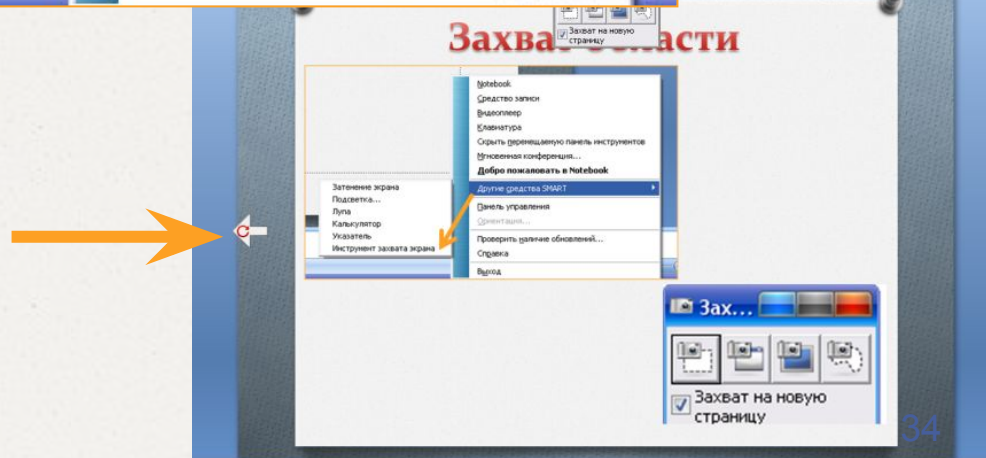 Захват на новую
страницу
Захват области
Notebook
Средство записи
Видеоплеер
Клавиатура
Скрыть перемещаемую панель инструментов
Мгновенная конференция...
Добро пожаловать в Notebook
Другие средства SMART
Панель управления
Ориентация...
Проверить наличие обновлений...
Справка
Выход
Затенение экрана
Подсветка...
Лупа
Калькулятор
Указатель
Инструмент захвата экрана
Зах...
Захват на новую
страницу
34